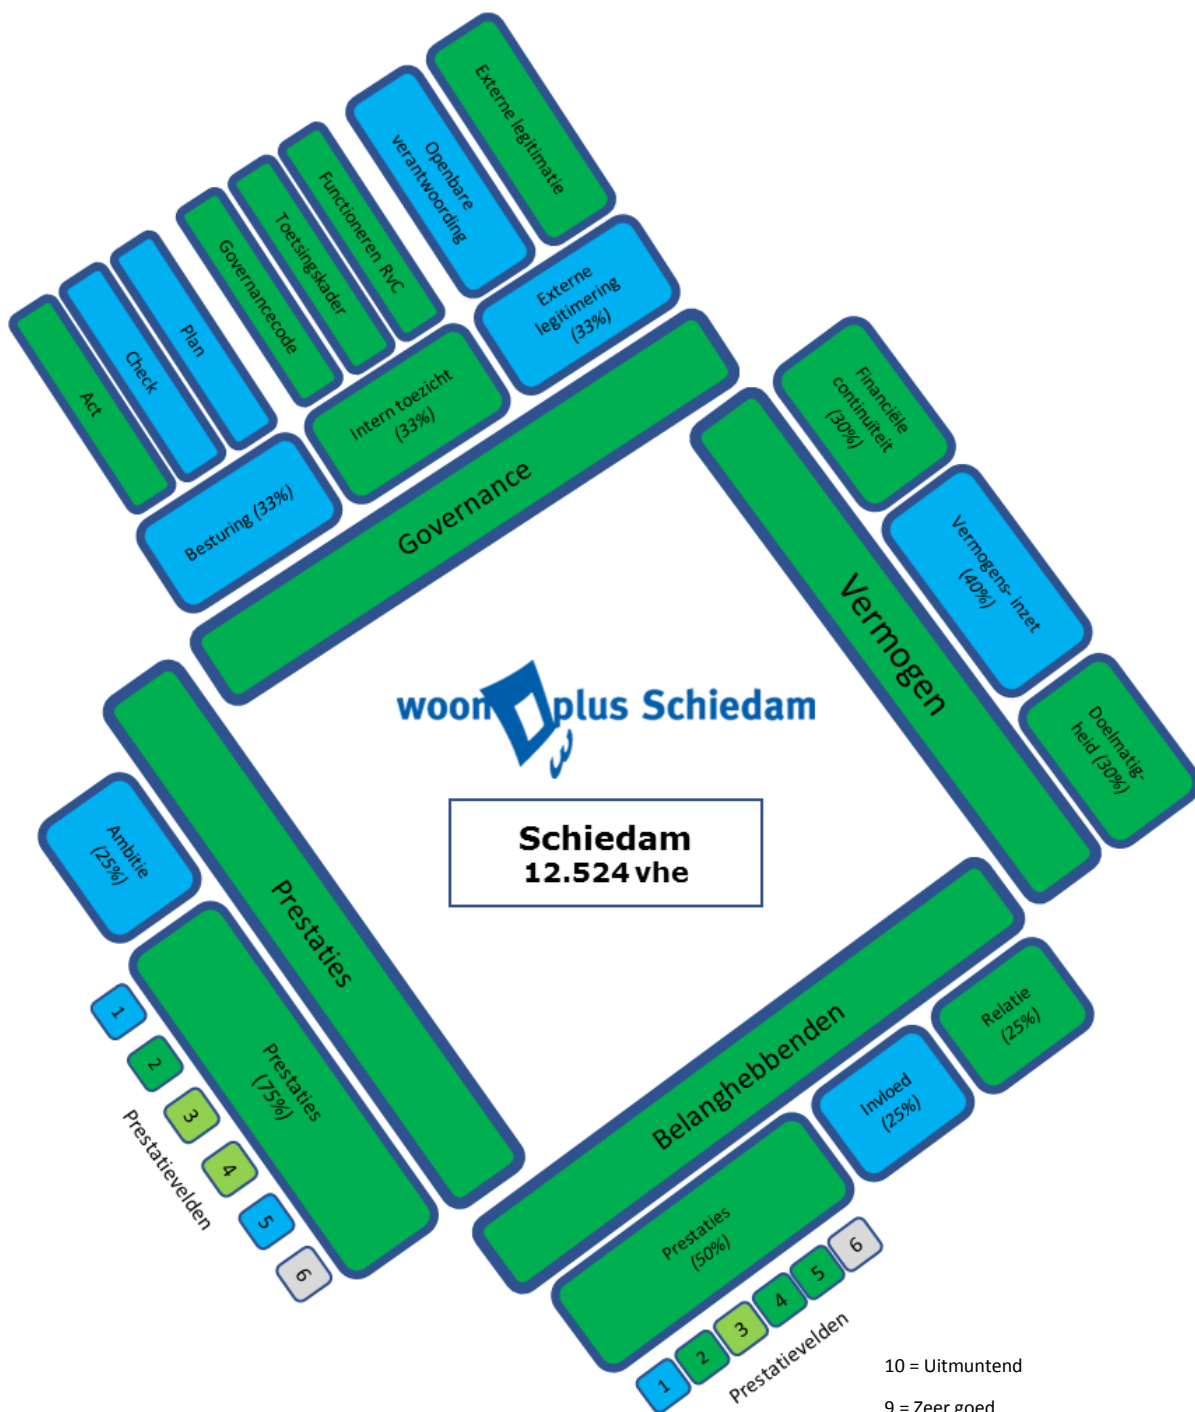 Externe legitimatie
Openbare
verantwoording
Functioneren RvC
Toetsingskader
Governancecode
Plan
Check
Act
Externe
legitimering
(33%)
Intern toezicht
(33%)
Besturing (33%)
Governance
Financiële
continuïteit
(30%)
Vermogens- inzet
(40%)
Doelmatig-
heid (30%)
Vermogen
woon plus Schiedam
Schiedam
12.524 vhe
Ambitie
(25%)
Prestaties
Prestaties
(75%)
1
2
3
4
5
6
Prestatievelden
Belanghebbenden
Relatie
(25%)
Invloed
(25%)
Prestaties
(50%)
1
2
3
4
5
6
Prestatievelden
10 = Uitmuntend
9 = Zeer goed